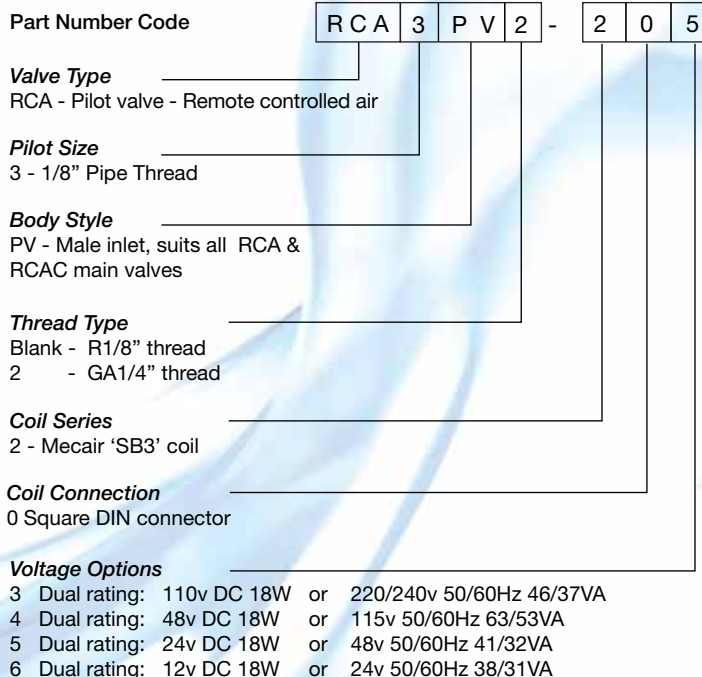 Part Number Code RCA 3 PV 2 - 2 0 5
Valve Type
RCA - Pilot valve - Remote controlled air
Pilot Size
3 - 1/8” Pipe Thread
Body Style
PV - Male inlet, suits all RCA &
RCAC main valves
Thread Type
Blank - R1/8” thread
2 - GA1/4” thread
Coil Series
2 - Mecair ‘SB3’ coil
Coil Connection
0 Square DIN connector
Voltage Options
3 Dual rating: 110v DC 18W or 220/240v 50/60Hz 46/37VA
4 Dual rating: 48v DC 18W or 115v 50/60Hz 63/53VA
5 Dual rating: 24v DC 18W or 48v 50/60Hz 41/32VA
6 Dual rating: 12v DC 18W or 24v 50/60Hz 38/31VA